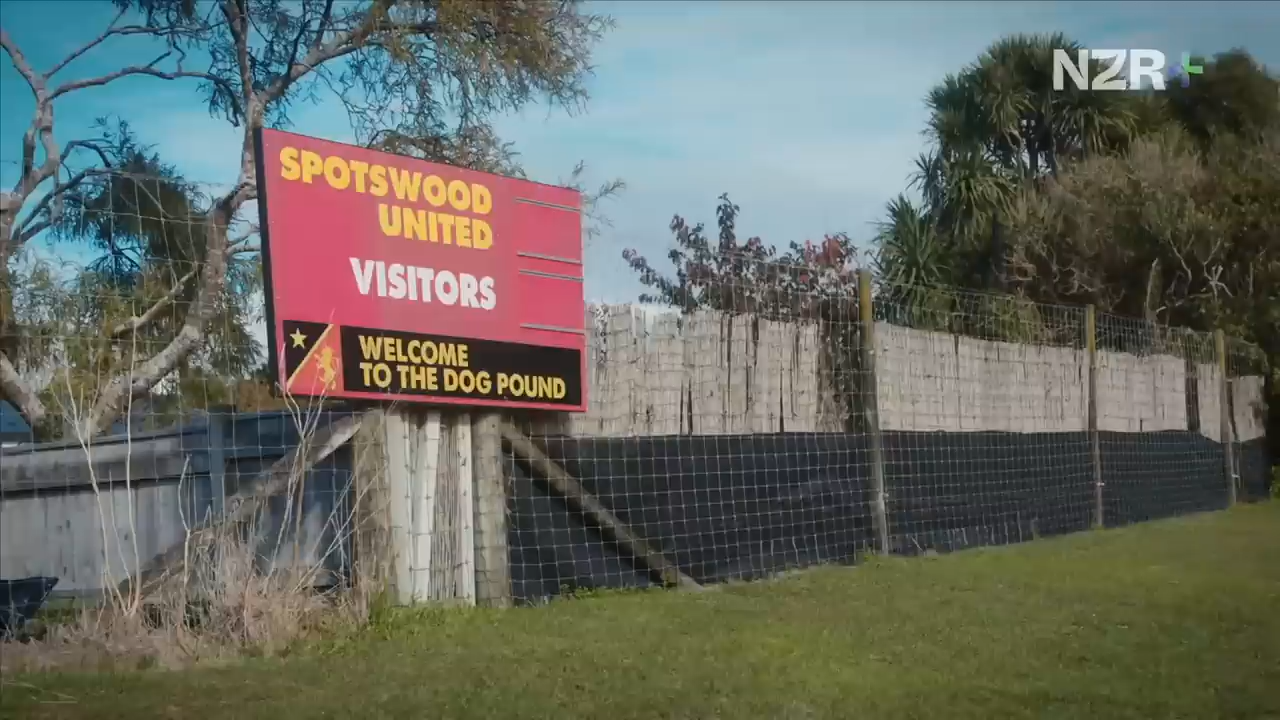 NZR+
SPOTSWOOD
UNITED
VISITORS
WELCOME
TO THE DOG POUND